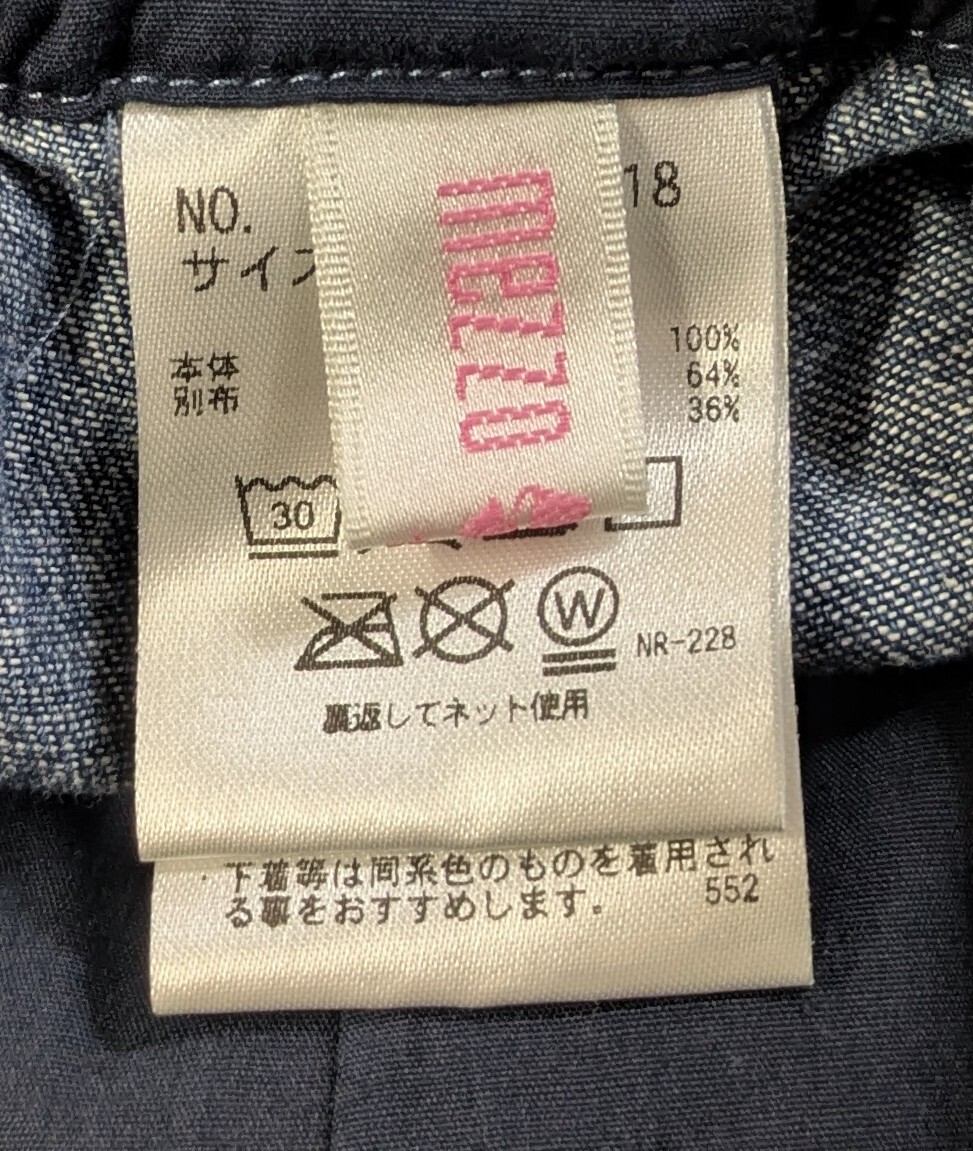 NO. 18
サイズ
本体 100%
別布 64%
36%
mezzo
30
W NR-228
裏返してネット使用
下着等は同系色のものを着用され
る事をおすすめします。 552